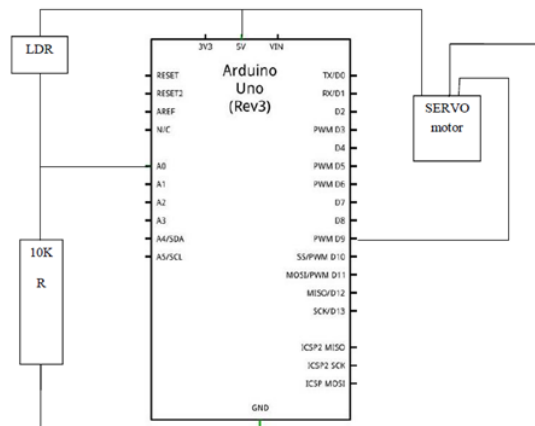 LDR
3V3
5V
VIN
Arduino
Uno
(Rev3)
RESET
RESET2
AREF
N/C
A0
A1
A2
A3
A4/SDA
A5/SCL
TX/D0
RX/D1
D2
PWM D3
D4
PWM D5
PWM D6
D7
D8
PWM D9
SS/PWM D10
MOSI/PWM D11
MISO/D12
SCK/D13
ICSP2 MISO
ICSP2 SCK
ICSP MOSI
GND
10K
R
SERVO
motor